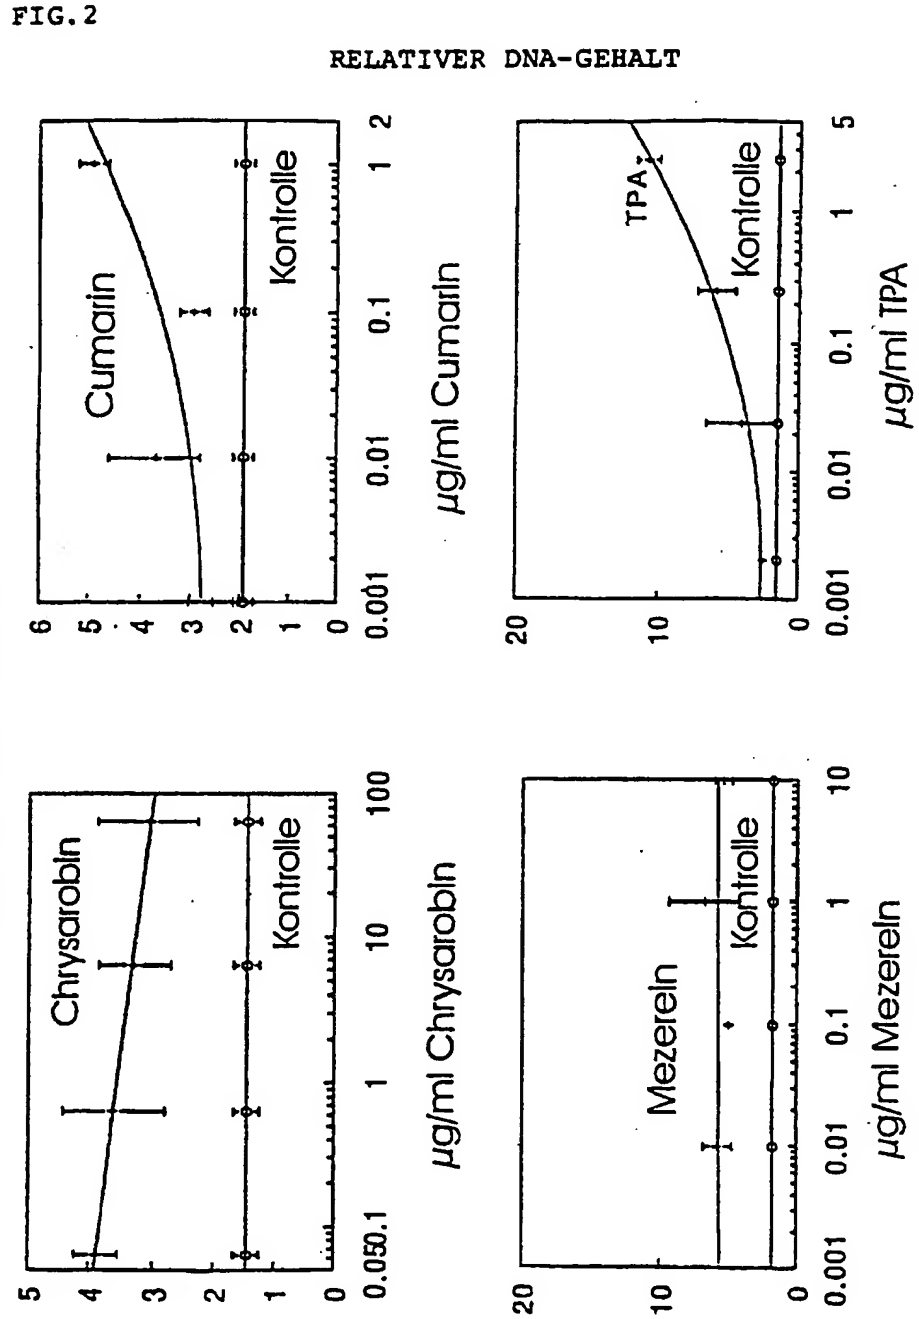 FIG.2
RELATIVER DNA-GEHALT
6
5
4
3
2
1
0
Cumarin
Kontrolle
0.001
0.01
0.1
1
2
µg/ml Cumarin
20
10
0
TPA
Kontrolle
0.001
0.01
0.1
1
5
µg/ml TPA
5
4
3
2
1
0
Chrysarobin
Kontrolle
0.05
0.1
1
10
100
µg/ml Chrysarobin
20
10
0
Mezerein
Kontrolle
0.001
0.01
0.1
1
10
µg/ml Mezerein